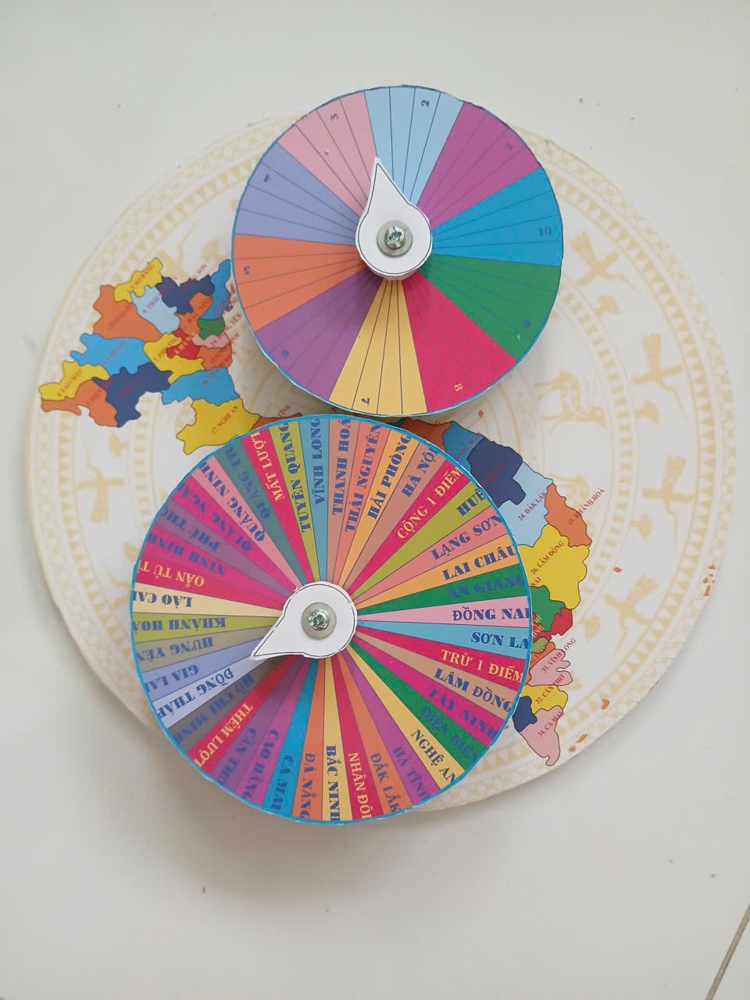 1
2
3
5
6
7
8
10
VĨNH LONG
THANH HOÁ
THÁI NGUYÊN
HẢI PHÒNG
HÀ NỘI
CỘNG 1 ĐIỂM
HUẾ
LẠNG SƠN
LAI CHÂU
AN GIANG
ĐỒNG NAI
SƠN LA
TRỪ 1 ĐIỂM
LÂM ĐỒNG
TÂY NINH
ĐIỆN BIÊN
NGHỆ AN
HÀ TĨNH
ĐẮK LẮK
NHÂN ĐÔI
BẮC NINH
ĐÀ NẴNG
CÀ MAU
CAO BẰNG
CẦN THƠ
THÊM LƯỢT
HỒ CHÍ MINH
ĐỒNG THÁP
GIA LAI
HƯNG YÊN
KHÁNH HOÀ
LÀO CAI
OẲN TÙ TÌ
NINH BÌNH
PHÚ THỌ
QUẢNG NINH
QUẢNG TRỊ
MẤT LƯỢT
TUYÊN QUANG
17. NGHỆ AN
24. ĐẮK LẮK
25. KHÁNH HOÀ
26. LÂM ĐỒNG
31. VĨNH LONG
32. CẦN THƠ
34. CÀ MAU